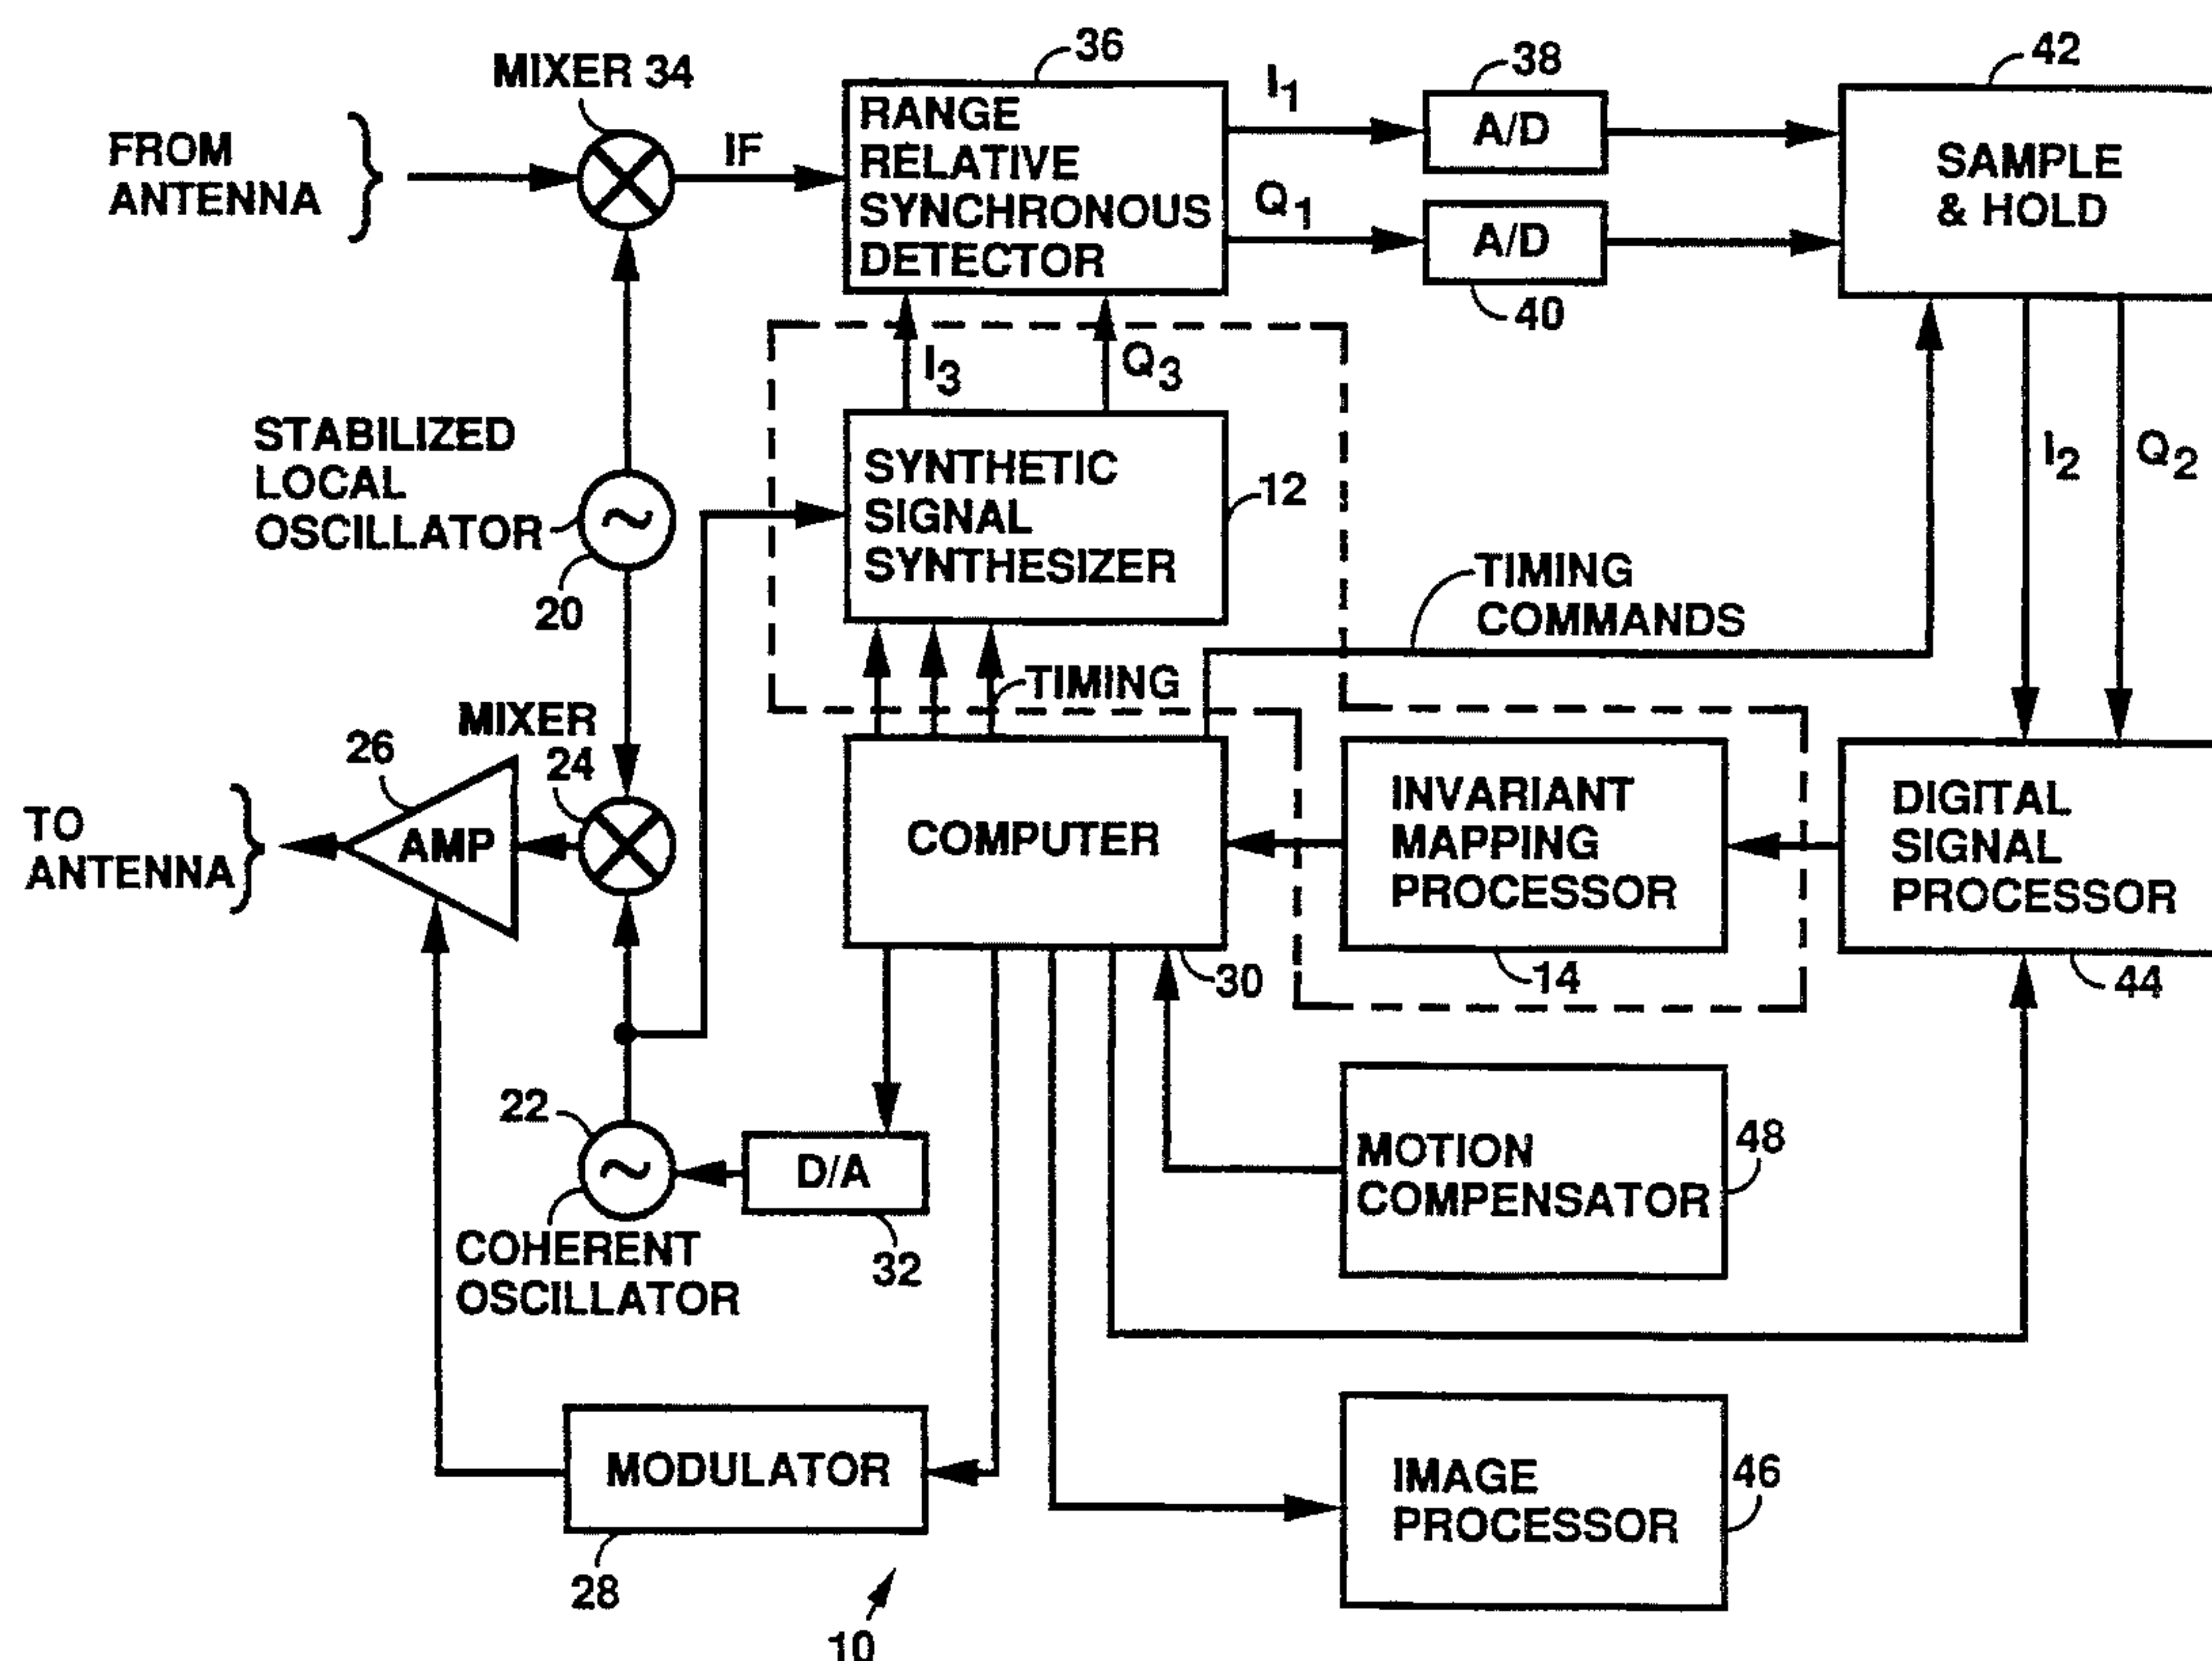 MIXER 34
36
38
42
FROM
ANTENNA
IF
RANGE
RELATIVE
SYNCHRONOUS
DETECTOR
I1
Q1
A/D
A/D
40
SAMPLE
& HOLD
I3
Q3
STABILIZED
LOCAL
OSCILLATOR
20
SYNTHETIC
SIGNAL
SYNTHESIZER
12
I2
Q2
TIMING
COMMANDS
TIMING
MIXER
24
26
TO
ANTENNA
AMP
COMPUTER
30
INVARIANT
MAPPING
PROCESSOR
14
DIGITAL
SIGNAL
PROCESSOR
44
22
D/A
32
COHERENT
OSCILLATOR
MOTION
COMPENSATOR
48
MODULATOR
28
IMAGE
PROCESSOR
46
10